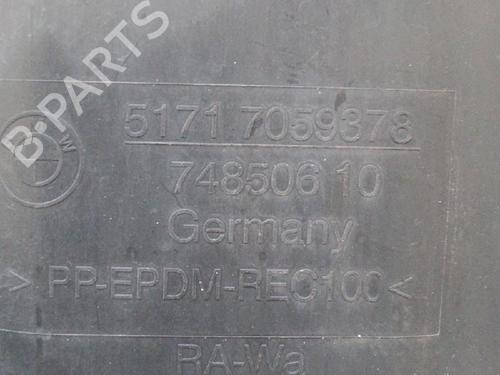 B-PARTS
5171 7059378
748506 10
Germany
> PP-EPDM-REC100 <
RA-Wa